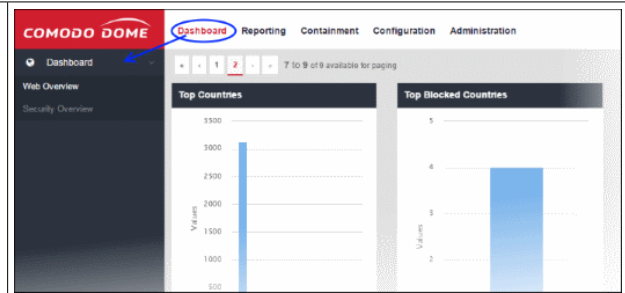 COMODO DOME
Dashboard Reporting Containment Configuration Administration
Dashboard
1 2 7 to 9 of 9 available for paging
Web Overview
Security Overview
Top Countries
Top Blocked Countries
3500
3000
2500
2000
1500
1000
500
Values
5
4
3
2
Values